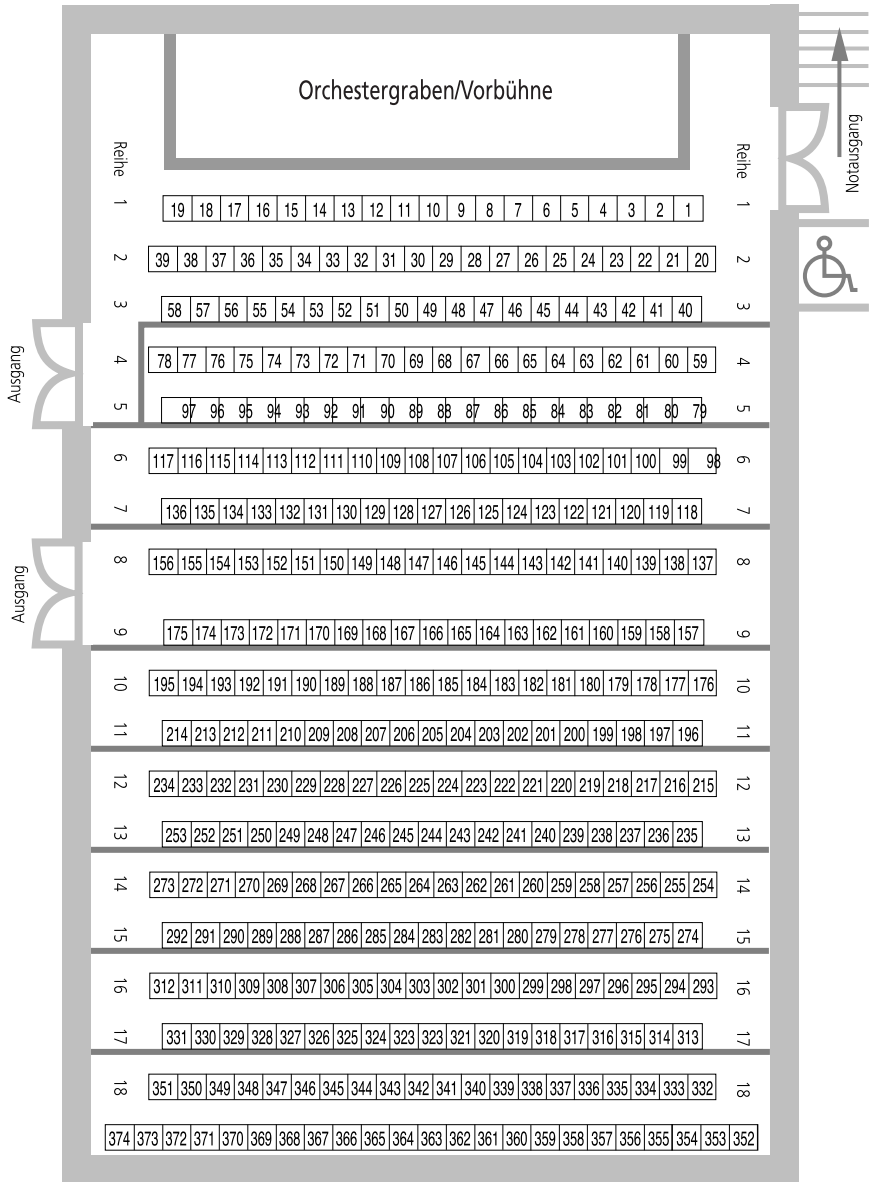 Orchestergraben/Vorbühne
Notausgang
Reihe Reihe
1 19 18 17 16 15 14 13 12 11 10 9 8 7 6 5 4 3 2 1 1
2 39 38 37 36 35 34 33 32 31 30 29 28 27 26 25 24 23 22 21 20 2
3 58 57 56 55 54 53 52 51 50 49 48 47 46 45 44 43 42 41 40 3
Ausgang
4 78 77 76 75 74 73 72 71 70 69 68 67 66 65 64 63 62 61 60 59 4
5 97 96 95 94 93 92 91 90 89 88 87 86 85 84 83 82 81 80 79 5
6 117 116 115 114 113 112 111 110 109 108 107 106 105 104 103 102 101 100 99 98 6
7 136 135 134 133 132 131 130 129 128 127 126 125 124 123 122 121 120 119 118 7
8 156 155 154 153 152 151 150 149 148 147 146 145 144 143 142 141 140 139 138 137 8
Ausgang
9 175 174 173 172 171 170 169 168 167 166 165 164 163 162 161 160 159 158 157 9
10 195 194 193 192 191 190 189 188 187 186 185 184 183 182 181 180 179 178 177 176 10
11 214 213 212 211 210 209 208 207 206 205 204 203 202 201 200 199 198 197 196 11
12 234 233 232 231 230 229 228 227 226 225 224 223 222 221 220 219 218 217 216 215 12
13 253 252 251 250 249 248 247 246 245 244 243 242 241 240 239 238 237 236 235 13
14 273 272 271 270 269 268 267 266 265 264 263 262 261 260 259 258 257 256 255 254 14
15 292 291 290 289 288 287 286 285 284 283 282 281 280 279 278 277 276 275 274 15
16 312 311 310 309 308 307 306 305 304 303 302 301 300 299 298 297 296 295 294 293 16
17 331 330 329 328 327 326 325 324 323 323 321 320 319 318 317 316 315 314 313 17
18 351 350 349 348 347 346 345 344 343 342 341 340 339 338 337 336 335 334 333 332 18
374 373 372 371 370 369 368 367 366 365 364 363 362 361 360 359 358 357 356 355 354 353 352